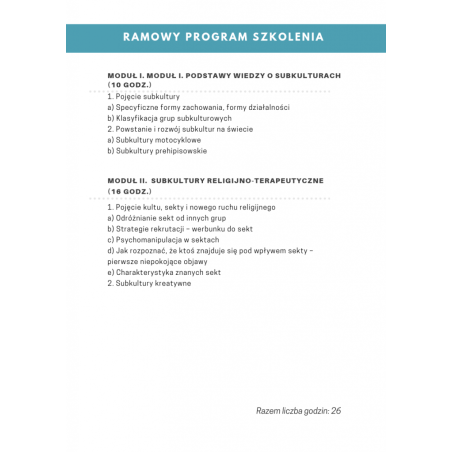 RAMOWY PROGRAM SZKOLENIA
MODUŁ I. MODUŁ I. PODSTAWY WIEDZY O SUBKULTURACH
(10 GODZ.)
1. Pojęcie subkultury
a) Specyficzne formy zachowania, formy działalności
b) Klasyfikacja grup subkulturowych
2. Powstanie i rozwój subkultur na świecie
a) Subkultury motocyklowe
b) Subkultury prehipisowskie
MODUŁ II. SUBKULTURY RELIGIJNO-TERAPEUTYCZNE
(16 GODZ.)
1. Pojęcie kultu, sekty i nowego ruchu religijnego
a) Odróżnianie sekt od innych grup
b) Strategie rekrutacji – werbunku do sekt
c) Psychomanipulacja w sektach
d) Jak rozpoznać, że ktoś znajduje się pod wpływem sekty –
pierwsze niepokojące objawy
e) Charakterystyka znanych sekt
2. Subkultury kreatywne
Razem liczba godzin: 26